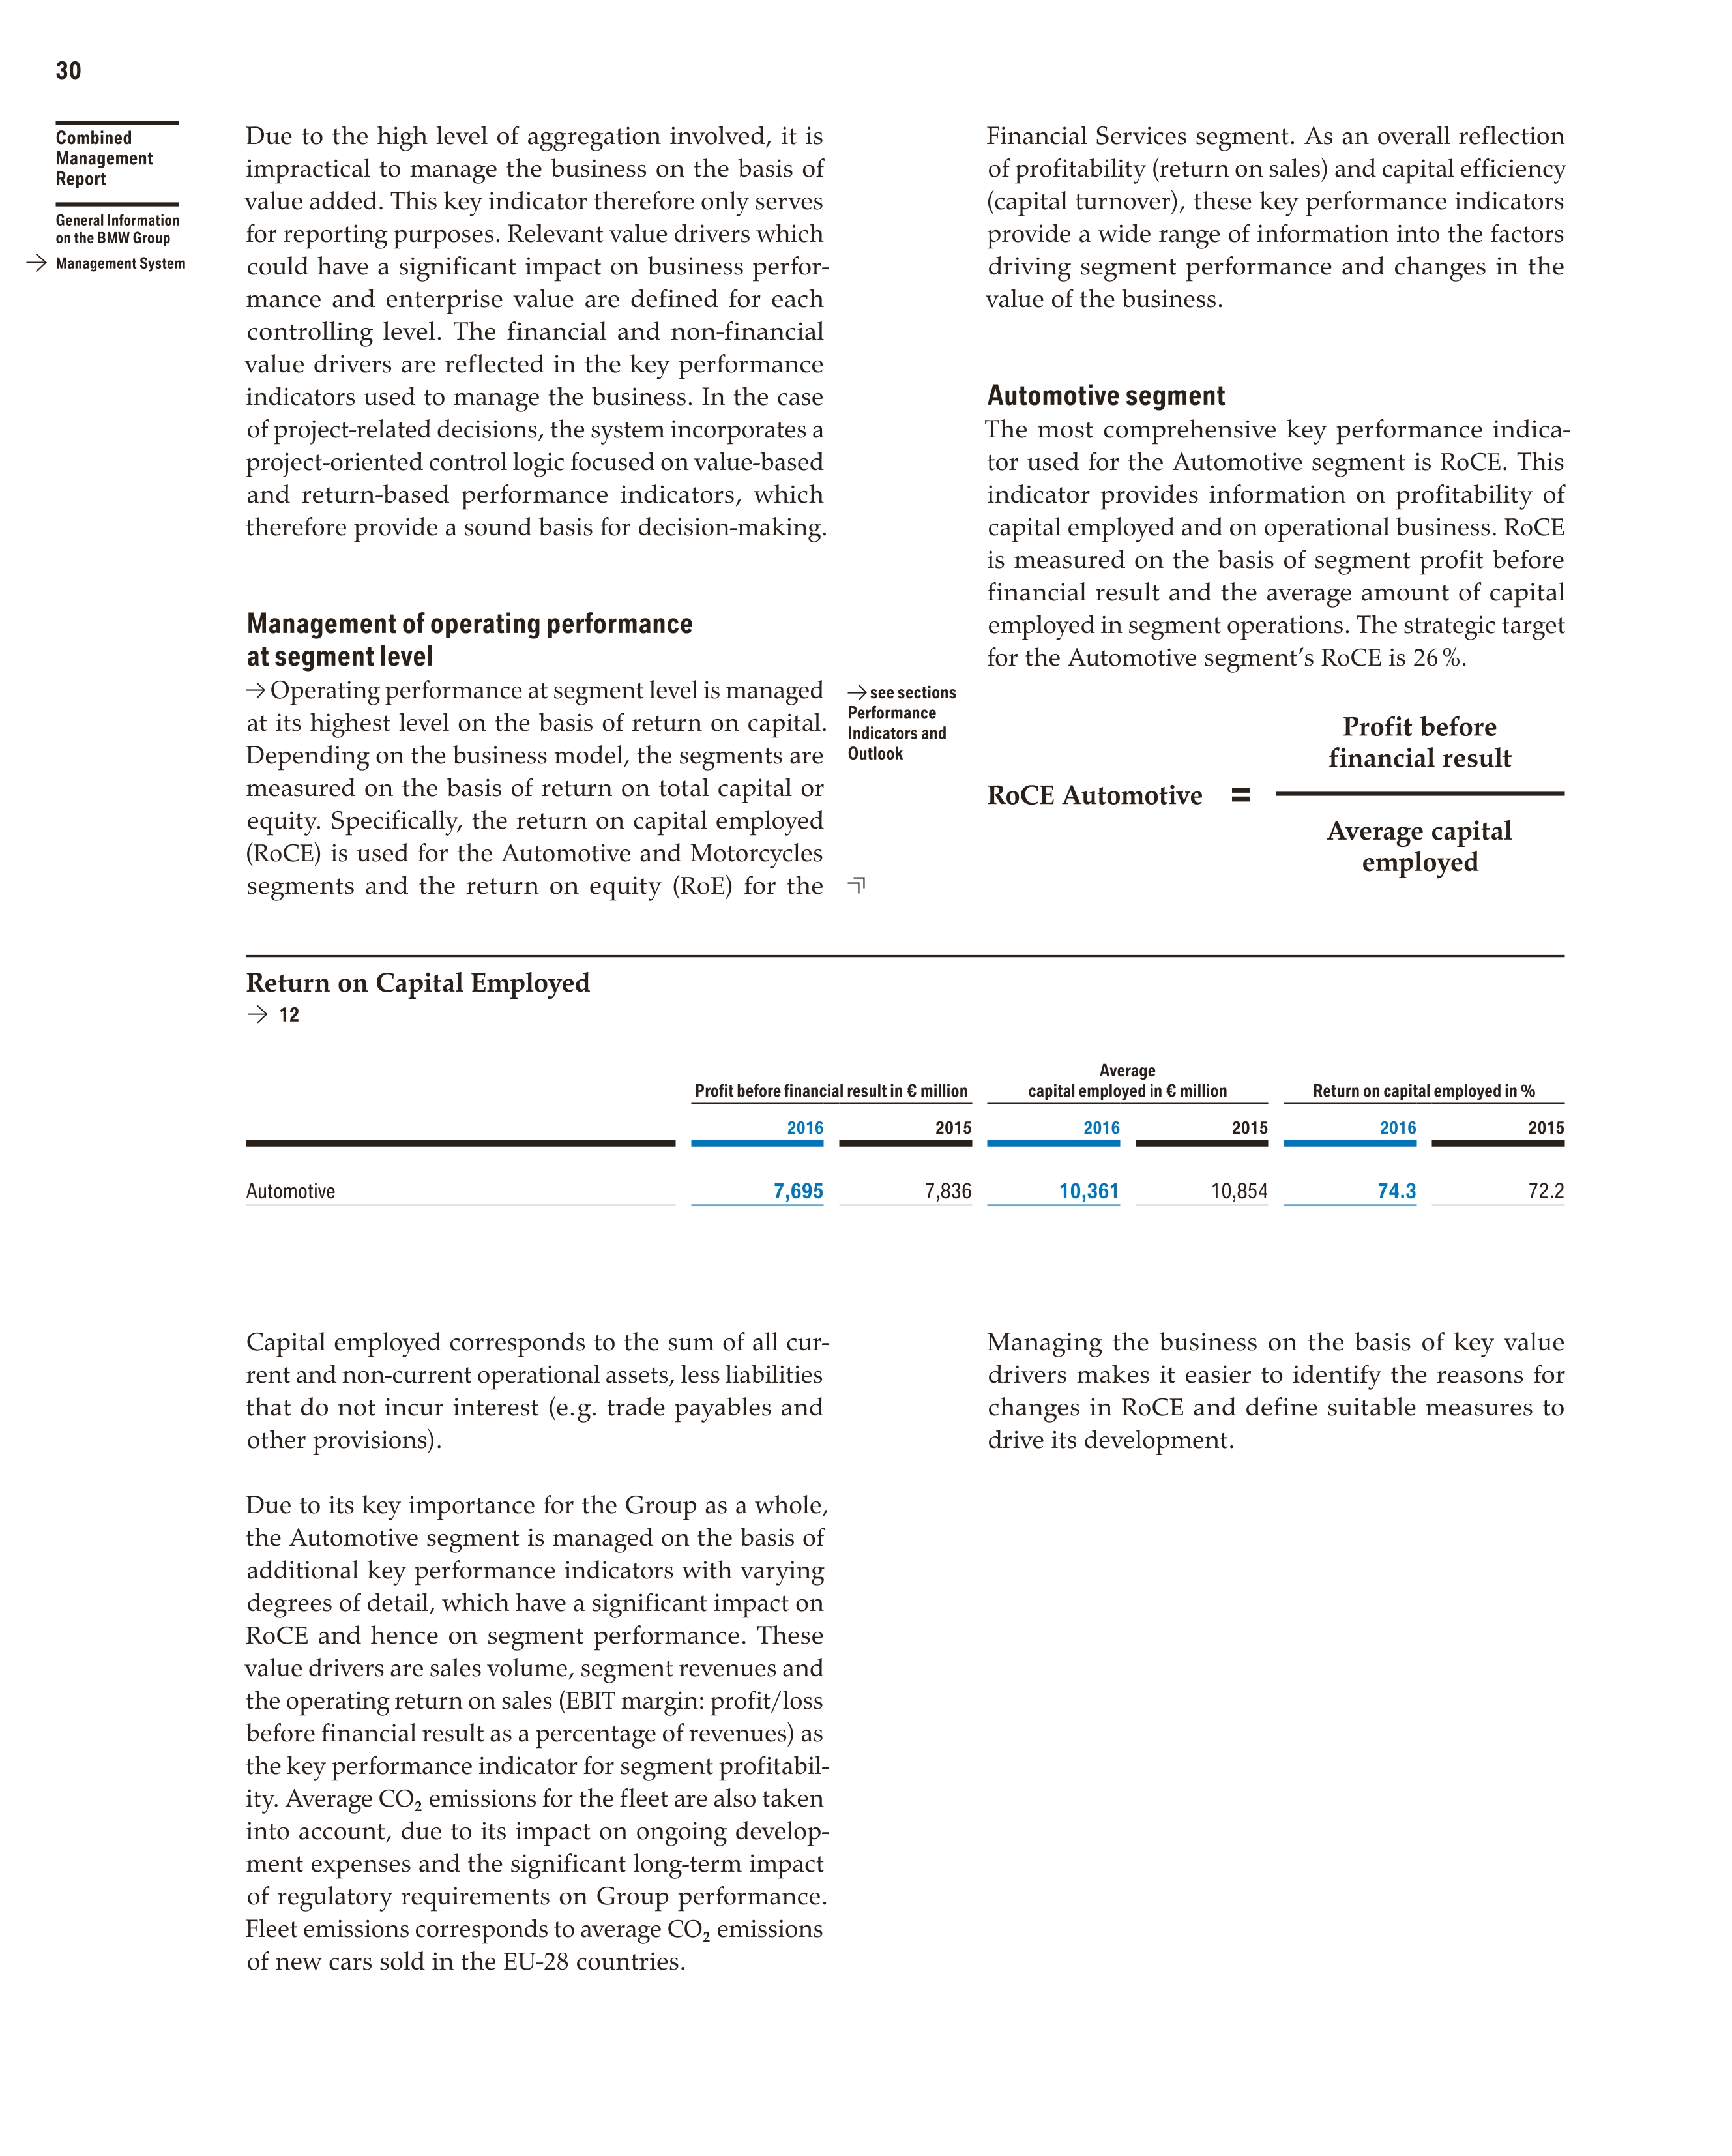 30
Combined
Management
Report
General Information
on the BMW Group
→ Management System
Due to the high level of aggregation involved, it is
impractical to manage the business on the basis of
value added. This key indicator therefore only serves
for reporting purposes. Relevant value drivers which
could have a significant impact on business perfor-
mance and enterprise value are defined for each
controlling level. The financial and non-financial
value drivers are reflected in the key performance
indicators used to manage the business. In the case
of project-related decisions, the system incorporates a
project-oriented control logic focused on value-based
and return-based performance indicators, which
therefore provide a sound basis for decision-making.
Management of operating performance
at segment level
→ Operating performance at segment level is managed
at its highest level on the basis of return on capital.
Depending on the business model, the segments are
measured on the basis of return on total capital or
equity. Specifically, the return on capital employed
(RoCE) is used for the Automotive and Motorcycles
segments and the return on equity (RoE) for the
→ see sections
Performance
Indicators and
Outlook
Financial Services segment. As an overall reflection
of profitability (return on sales) and capital efficiency
(capital turnover), these key performance indicators
provide a wide range of information into the factors
driving segment performance and changes in the
value of the business.
Automotive segment
The most comprehensive key performance indica-
tor used for the Automotive segment is RoCE. This
indicator provides information on profitability of
capital employed and on operational business. RoCE
is measured on the basis of segment profit before
financial result and the average amount of capital
employed in segment operations. The strategic target
for the Automotive segment's RoCE is 26 %.
Profit before
financial result
RoCE Automotive =
Average capital
employed
Return on Capital Employed
→ 12
Average
Profit before financial result in € million capital employed in € million Return on capital employed in %
2016 2015 2016 2015 2016 2015
Automotive 7,695 7,836 10,361 10,854 74.3 72.2
Capital employed corresponds to the sum of all cur-
rent and non-current operational assets, less liabilities
that do not incur interest (e.g. trade payables and
other provisions).
Due to its key importance for the Group as a whole,
the Automotive segment is managed on the basis of
additional key performance indicators with varying
degrees of detail, which have a significant impact on
RoCE and hence on segment performance. These
value drivers are sales volume, segment revenues and
the operating return on sales (EBIT margin: profit/loss
before financial result as a percentage of revenues) as
the key performance indicator for segment profitabil-
ity. Average CO₂ emissions for the fleet are also taken
into account, due to its impact on ongoing develop-
ment expenses and the significant long-term impact
of regulatory requirements on Group performance.
Fleet emissions corresponds to average CO₂ emissions
of new cars sold in the EU-28 countries.
Managing the business on the basis of key value
drivers makes it easier to identify the reasons for
changes in RoCE and define suitable measures to
drive its development.